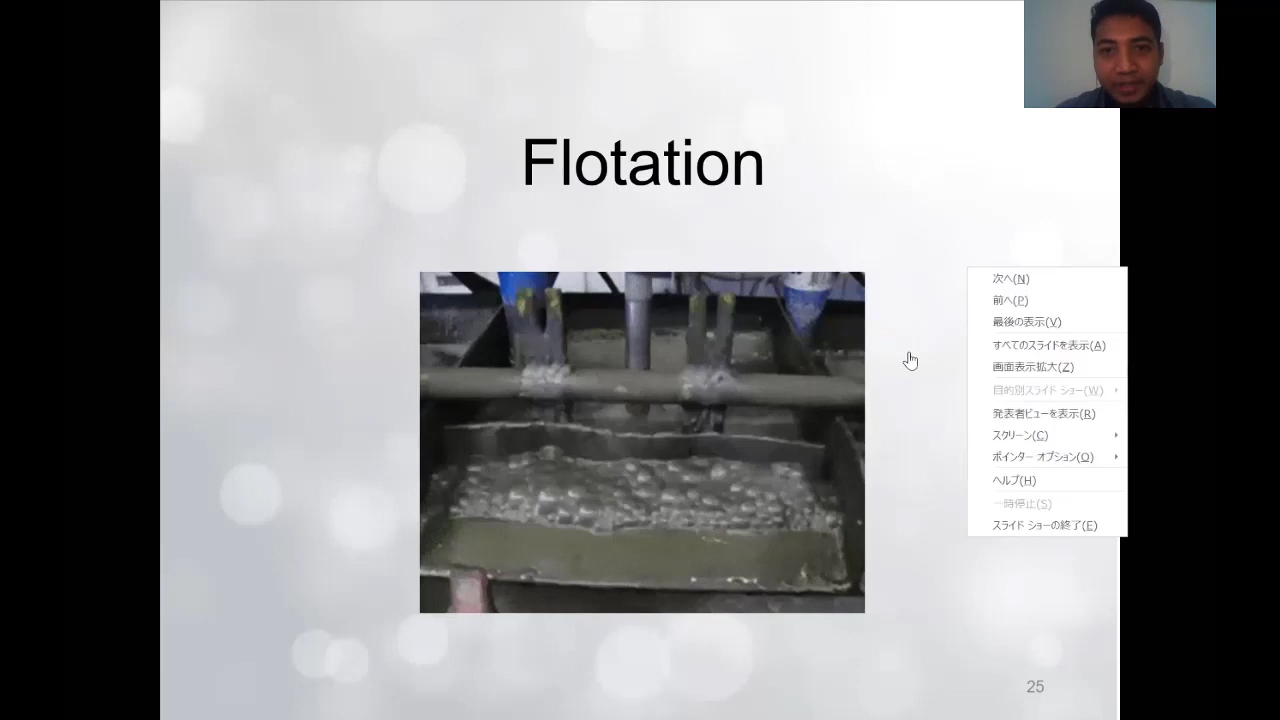 Flotation
次へ(N)
前へ(P)
最後の表示(V)
すべてのスライドを表示(A)
画面表示拡大(Z)
目的別スライド ショー(W)
発表者ビューを表示(R)
スクリーン(C)
ポインター オプション(O)
ヘルプ(H)
一時停止(S)
スライド ショーの終了(E)
25